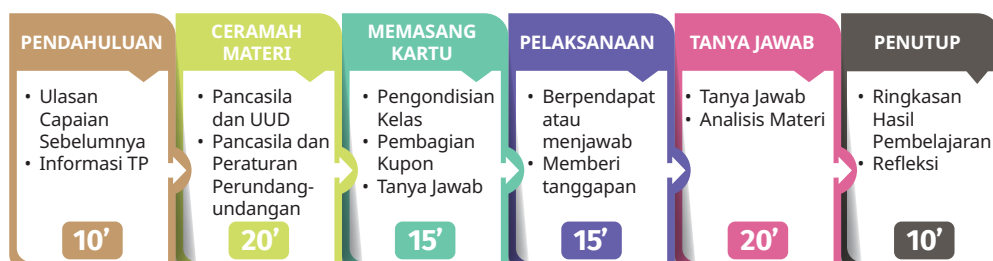 PENDAHULUAN
• Ulasan
Capaian
Sebelumnya
• Informasi TP
10’
CERAMAH
MATERI
• Pancasila
dan UUD
• Pancasila dan
Peraturan
Perundang-
undangan
20’
MEMASANG
KARTU
• Pengondisian
Kelas
• Pembagian
Kupon
• Tanya Jawab
15’
PELAKSANAAN
• Berpendapat
atau
menjawab
• Memberi
tanggapan
15’
TANYA JAWAB
• Tanya Jawab
• Analisis Materi
20’
PENUTUP
• Ringkasan
Hasil
Pembelajaran
• Refleksi
10’